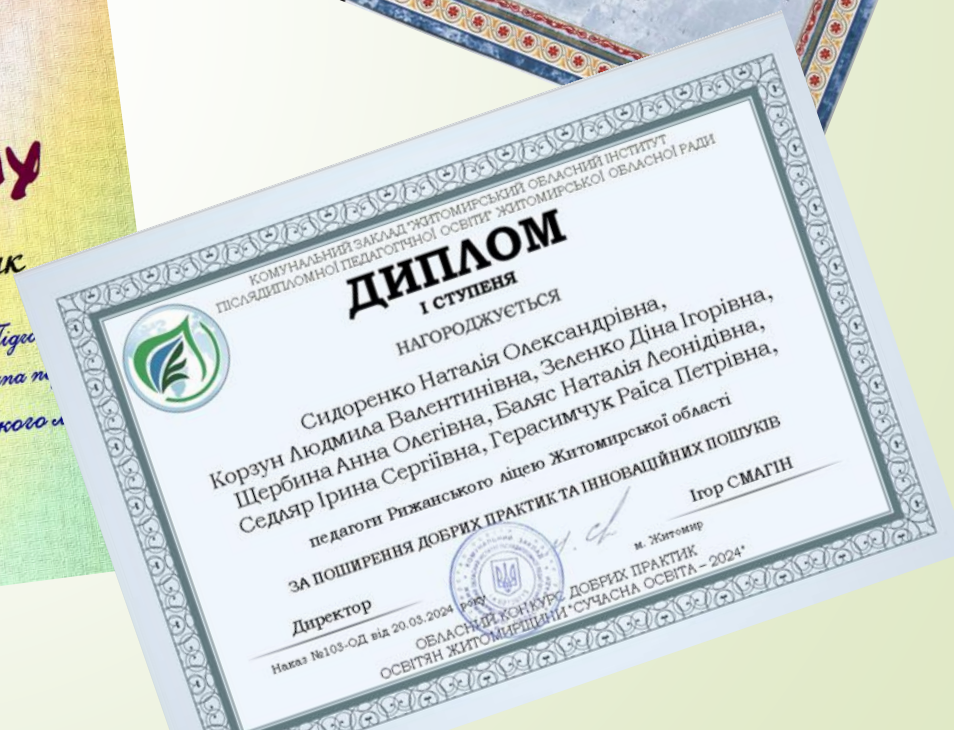 КОМУНАЛЬНИЙ ЗАКЛАД "ЖИТОМИРСЬКИЙ ОБЛАСНИЙ ІНСТИТУТ
ПІСЛЯДИПЛОМНОЇ ПЕДАГОГІЧНОЇ ОСВІТИ" ЖИТОМИРСЬКОЇ ОБЛАСНОЇ РАДИ
ДИПЛОМ
І СТУПЕНЯ
НАГОРОДЖУЄТЬСЯ
Сидоренко Наталія Олександрівна,
Корзун Людмила Валентинівна, Зеленко Діна Ігорівна,
Щербина Анна Олегівна, Баляс Наталія Леонідівна,
Седляр Ірина Сергіївна, Герасимчук Раїса Петрівна,
педагоги Рижанського ліцею Житомирської області
ЗА ПОШИРЕННЯ ДОБРИХ ПРАКТИК ТА ІННОВАЦІЙНИХ ПОШУКІВ
Директор
Ігор СМАГІН
Наказ №103-ОД від 20.03.2024 року
м. Житомир
ОБЛАСНИЙ КОНКУРС ДОБРИХ ПРАКТИК
ОСВІТЯН ЖИТОМИРЩИНИ "СУЧАСНА ОСВІТА – 2024"